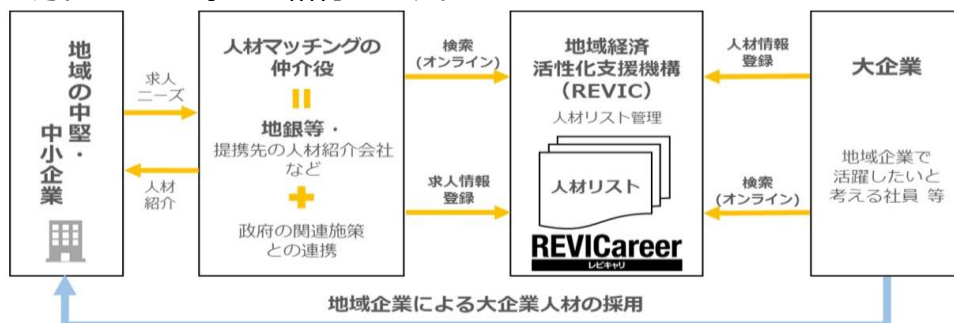 地域の中堅・
中小企業
求人
ニーズ
人材
紹介
人材マッチングの
仲介役
地銀等・
提携先の人材紹介会社
など
政府の関連施策
との連携
検索
(オンライン)
求人情報
登録
地域経済
活性化支援機構
(REVIC)
人材リスト管理
人材リスト
REVICareer
レビキャリ
人材情報
登録
検索
(オンライン)
大企業
地域企業で
活躍したいと
考える社員 等
地域企業による大企業人材の採用